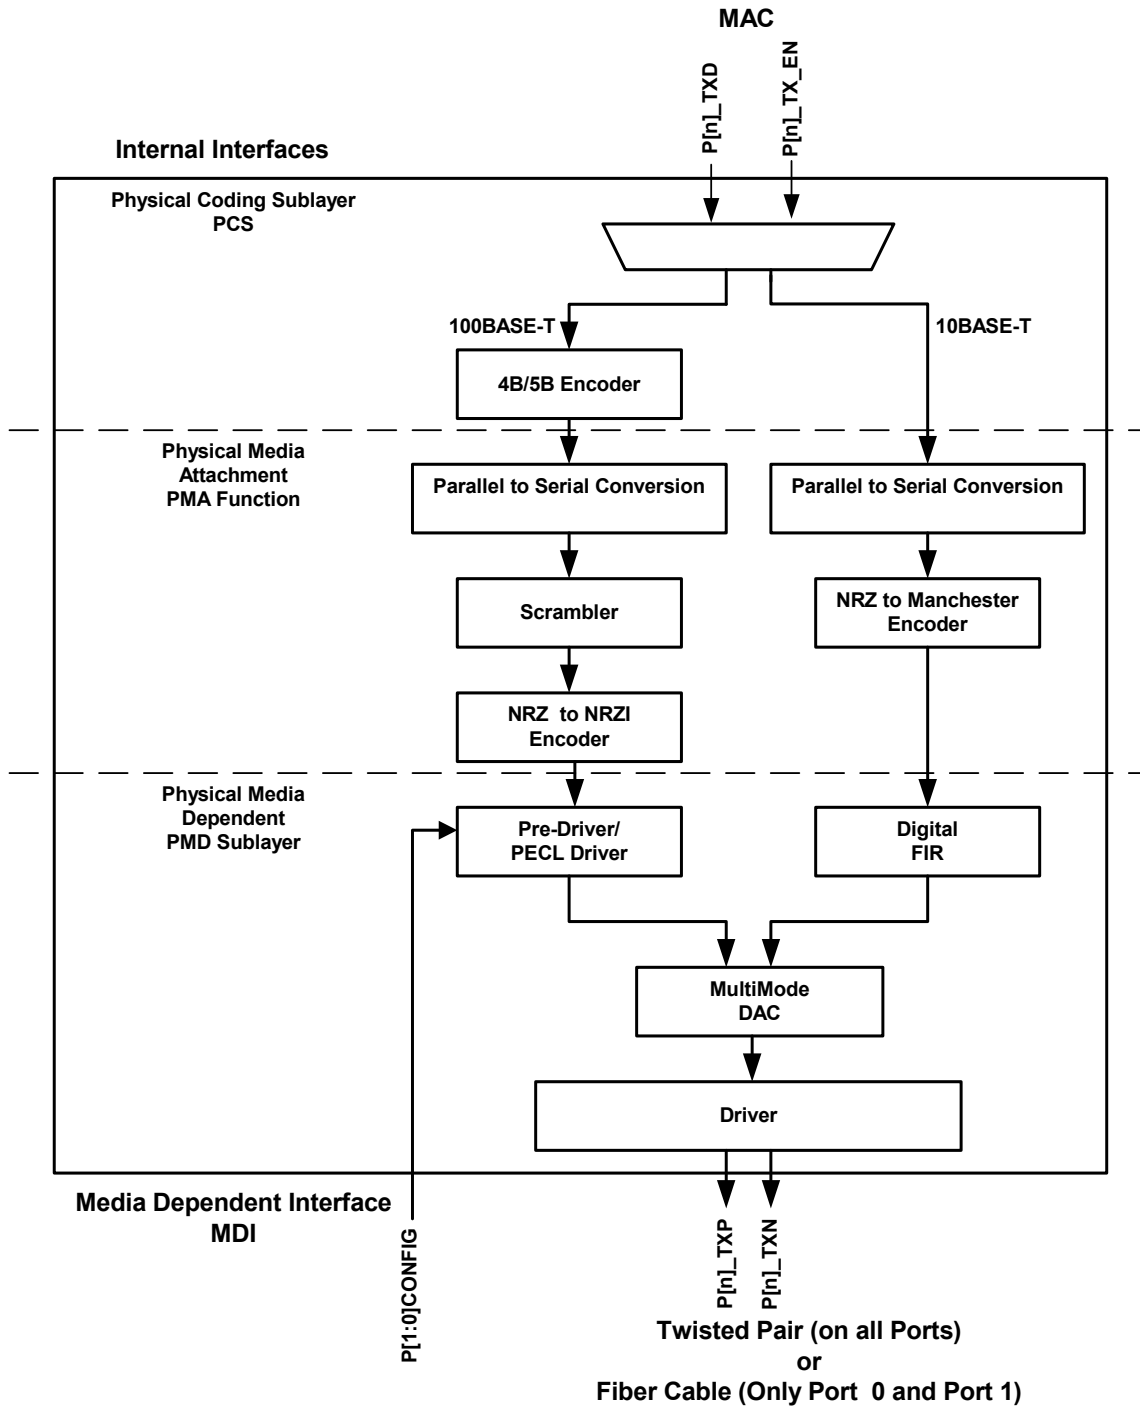 MAC
P[n]_TXD
P[n]_TX_EN
Internal Interfaces
Physical Coding Sublayer
PCS
100BASE-T
10BASE-T
4B/5B Encoder
Physical Media
Attachment
PMA Function
Parallel to Serial Conversion
Parallel to Serial Conversion
Scrambler
NRZ to Manchester
Encoder
NRZ to NRZI
Encoder
Physical Media
Dependent
PMD Sublayer
Pre-Driver/
PECL Driver
Digital
FIR
MultiMode
DAC
Driver
Media Dependent Interface
MDI
P[1:0]CONFIG
P[n]_TXP
P[n]_TXN
Twisted Pair (on all Ports)
or
Fiber Cable (Only Port 0 and Port 1)